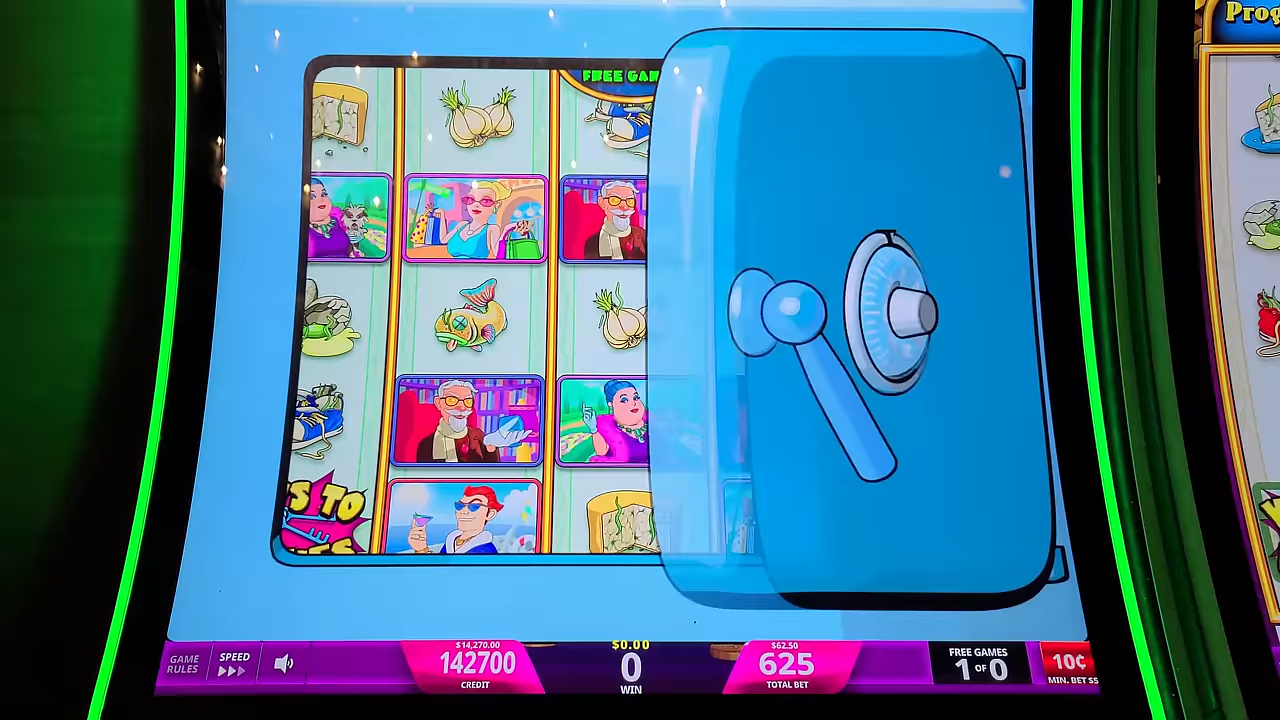 Prog
FREE GAM
S TO
GAME
RULES
SPEED
$14,270.00
142700
CREDIT
$0.00
0
WIN
$62.50
625
TOTAL BET
FREE GAMES
1 OF 0
10¢
MIN. BET $5